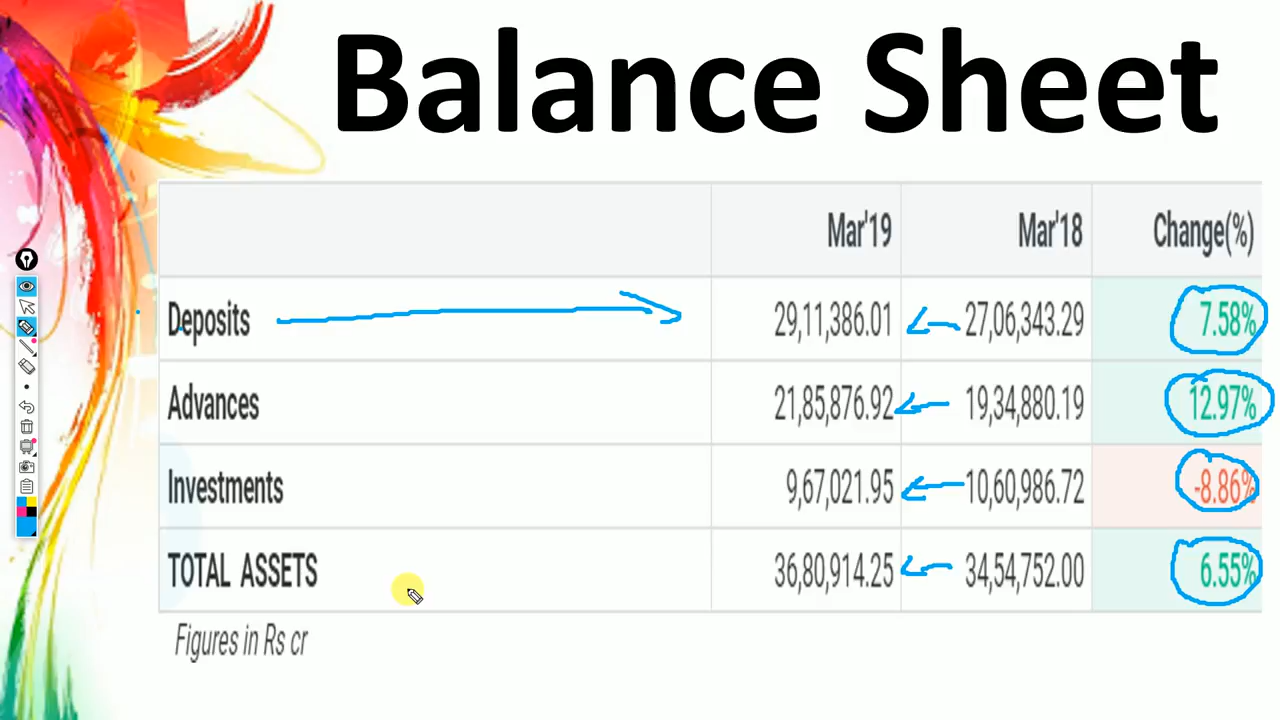 Balance Sheet
Mar'19 Mar'18 Change(%)
Deposits 29,11,386.01 27,06,343.29 7.58%
Advances 21,85,876.92 19,34,880.19 12.97%
Investments 9,67,021.95 10,60,986.72 -8.86%
TOTAL ASSETS 36,80,914.25 34,54,752.00 6.55%
Figures in Rs cr